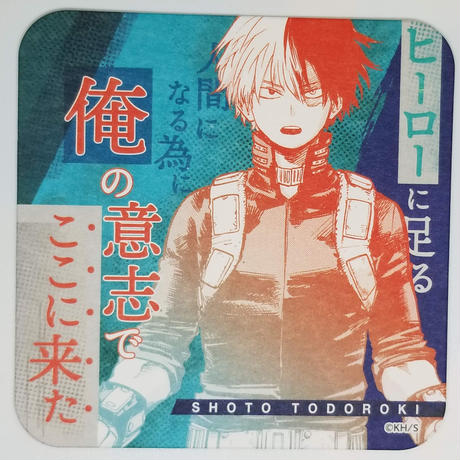 ヒーローに足る
人間に
なる為に
俺の意志で
ここに来た
SHOTO TODOROKI
©KH/S